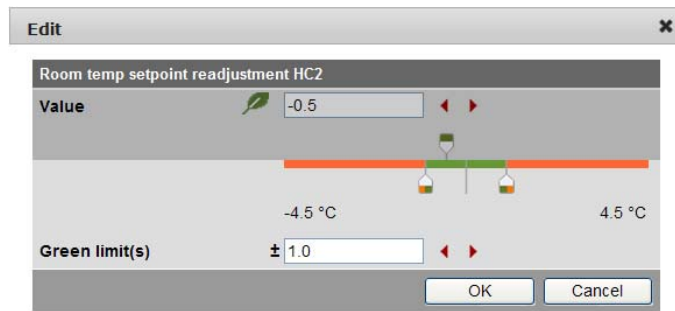 Edit
Room temp setpoint readjustment HC2
Value -0.5
-4.5 °C 4.5 °C
Green limit(s) ± 1.0
OK Cancel